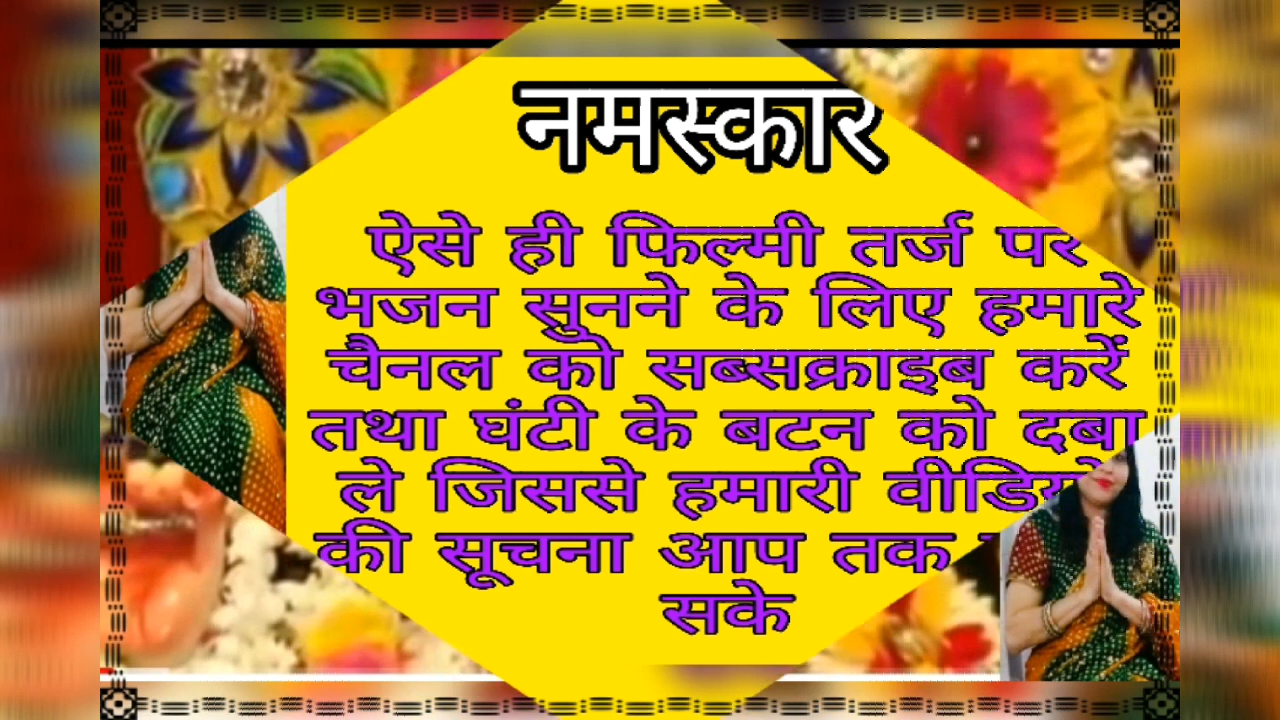 नमस्कार
ऐसे ही फिल्मी तर्ज पर
भजन सुनने के लिए हमारे
चैनल को सब्सक्राइब करें
तथा घंटी के बटन को दबा
ले जिससे हमारी वीडियो
की सूचना आप तक
सके